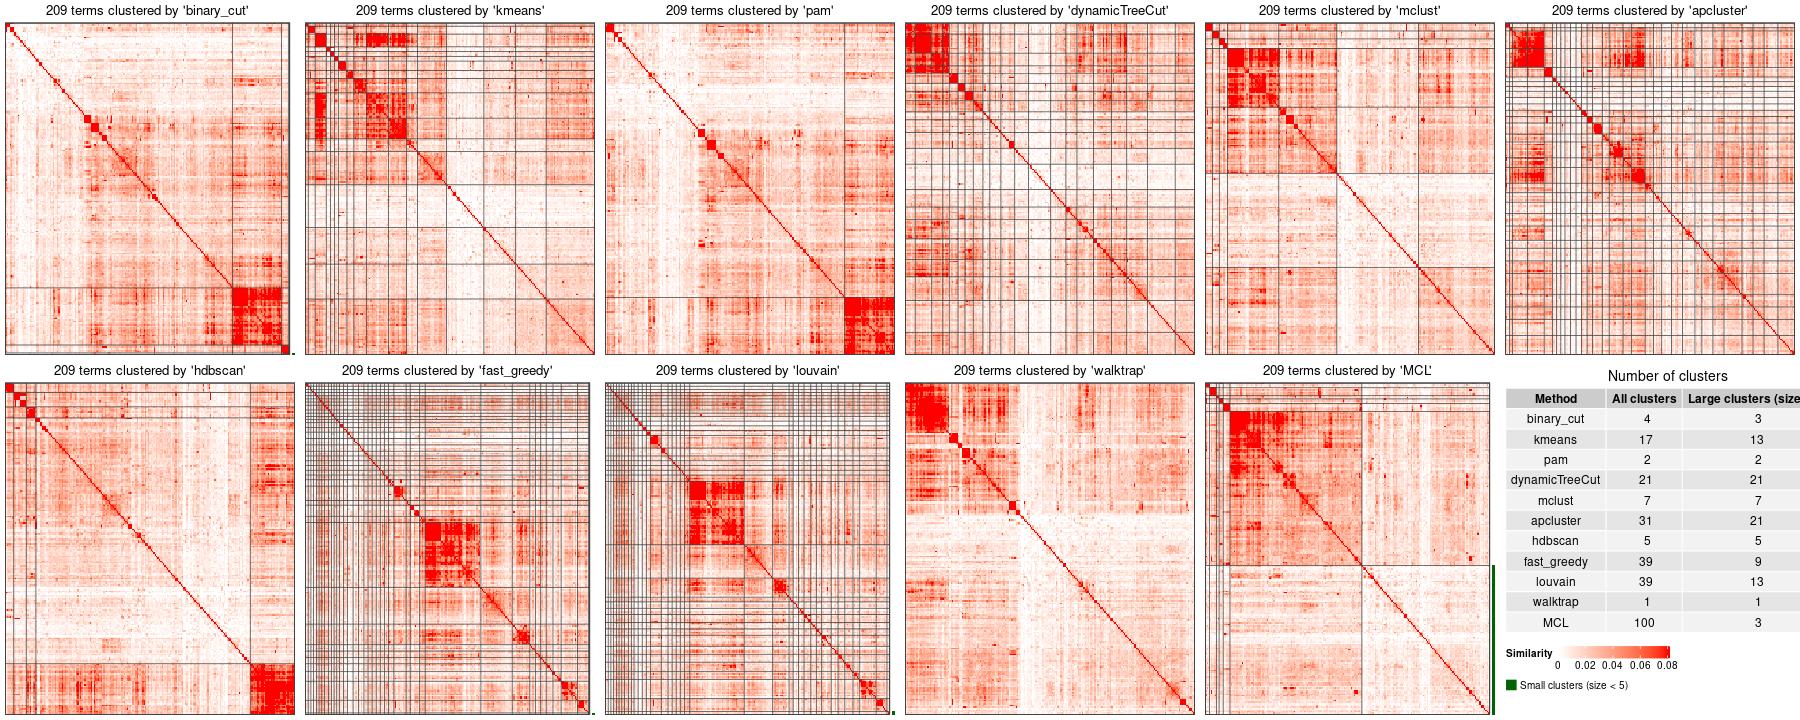 209 terms clustered by 'binary_cut'
209 terms clustered by 'kmeans'
209 terms clustered by 'pam'
209 terms clustered by 'dynamicTreeCut'
209 terms clustered by 'mclust'
209 terms clustered by 'apcluster'
209 terms clustered by 'hdbscan'
209 terms clustered by 'fast_greedy'
209 terms clustered by 'louvain'
209 terms clustered by 'walktrap'
209 terms clustered by 'MCL'
Number of clusters
Method All clusters Large clusters (size
binary_cut 4 3
kmeans 17 13
pam 2 2
dynamicTreeCut 21 21
mclust 7 7
apcluster 31 21
hdbscan 5 5
fast_greedy 39 9
louvain 39 13
walktrap 1 1
MCL 100 3
Similarity
0 0.02 0.04 0.06 0.08
Small clusters (size < 5)